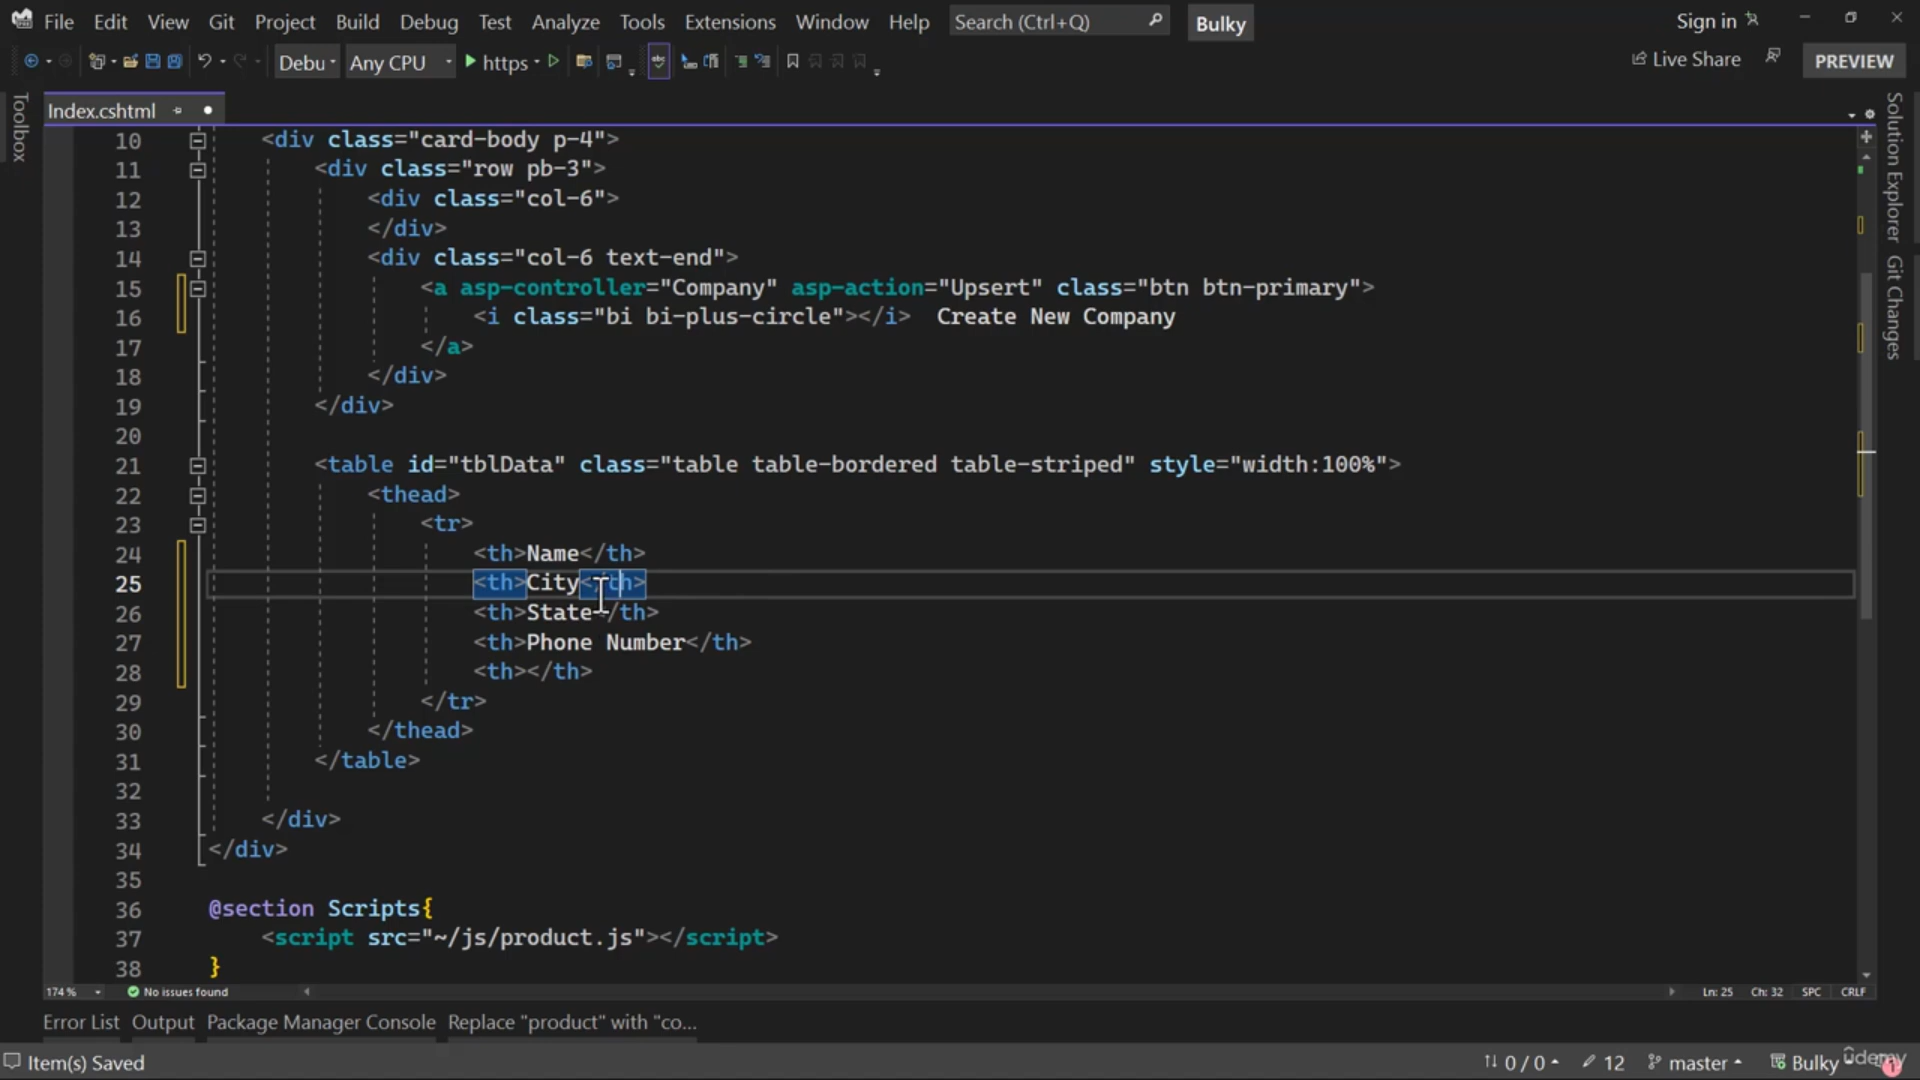 File Edit View Git Project Build Debug Test Analyze Tools Extensions Window Help Search (Ctrl+Q) Bulky Sign in
Debu Any CPU https Live Share PREVIEW
Toolbox
Index.cshtml
Solution Explorer
Git Changes
10 <div class="card-body p-4">
11 <div class="row pb-3">
12 <div class="col-6">
13 </div>
14 <div class="col-6 text-end">
15 <a asp-controller="Company" asp-action="Upsert" class="btn btn-primary">
16 <i class="bi bi-plus-circle"></i> Create New Company
17 </a>
18 </div>
19 </div>
20
21 <table id="tblData" class="table table-bordered table-striped" style="width:100%">
22 <thead>
23 <tr>
24 <th>Name</th>
25 <th>City</th>
26 <th>State</th>
27 <th>Phone Number</th>
28 <th></th>
29 </tr>
30 </thead>
31 </table>
32
33 </div>
34 </div>
35
36 @section Scripts{
37 <script src="~/js/product.js"></script>
38 }
174 % No issues found Ln: 25 Ch: 32 SPC CRLF
Error List Output Package Manager Console Replace "product" with "co...
Item(s) Saved 0 / 0 12 master Bulky 1
ûdemy